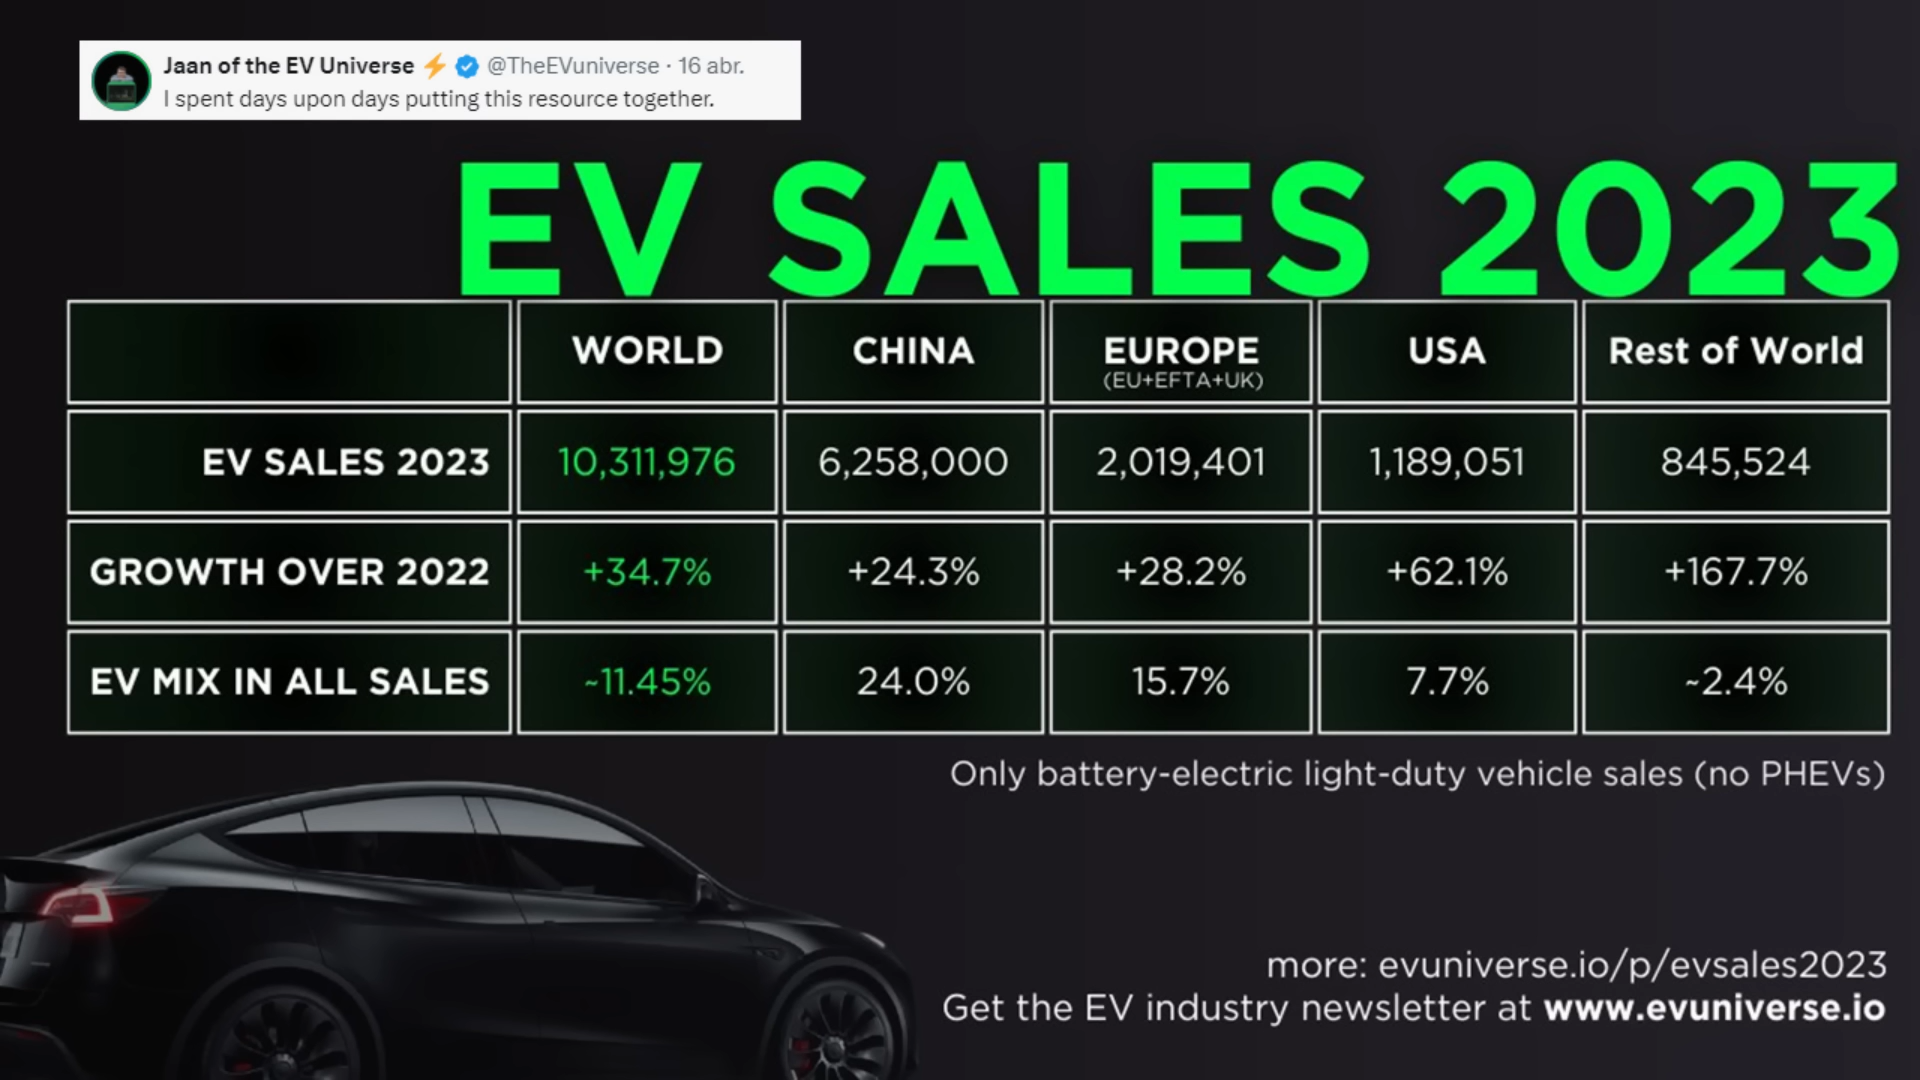 Jaan of the EV Universe ⚡ @TheEVuniverse · 16 abr.
I spent days upon days putting this resource together.
EV SALES 2023
WORLD CHINA EUROPE USA Rest of World
(EU+EFTA+UK)
EV SALES 2023 10,311,976 6,258,000 2,019,401 1,189,051 845,524
GROWTH OVER 2022 +34.7% +24.3% +28.2% +62.1% +167.7%
EV MIX IN ALL SALES ~11.45% 24.0% 15.7% 7.7% ~2.4%
Only battery-electric light-duty vehicle sales (no PHEVs)
more: evuniverse.io/p/evsales2023
Get the EV industry newsletter at www.evuniverse.io